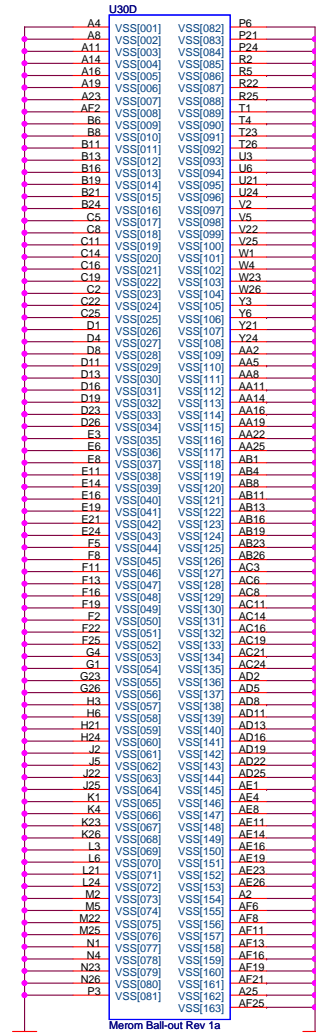 U30D
A4 VSS[001] VSS[082] P6
A8 VSS[002] VSS[083] P21
A11 VSS[003] VSS[084] P24
A14 VSS[004] VSS[085] R2
A16 VSS[005] VSS[086] R5
A19 VSS[006] VSS[087] R22
A23 VSS[007] VSS[088] R25
AF2 VSS[008] VSS[089] T1
B6 VSS[009] VSS[090] T4
B8 VSS[010] VSS[091] T23
B11 VSS[011] VSS[092] T26
B13 VSS[012] VSS[093] U3
B16 VSS[013] VSS[094] U6
B19 VSS[014] VSS[095] U21
B21 VSS[015] VSS[096] U24
B24 VSS[016] VSS[097] V2
C5 VSS[017] VSS[098] V5
C8 VSS[018] VSS[099] V22
C11 VSS[019] VSS[100] V25
C14 VSS[020] VSS[101] W1
C16 VSS[021] VSS[102] W4
C19 VSS[022] VSS[103] W23
C2 VSS[023] VSS[104] W26
C22 VSS[024] VSS[105] Y3
C25 VSS[025] VSS[106] Y6
D1 VSS[026] VSS[107] Y21
D4 VSS[027] VSS[108] Y24
D8 VSS[028] VSS[109] AA2
D11 VSS[029] VSS[110] AA5
D13 VSS[030] VSS[111] AA8
D16 VSS[031] VSS[112] AA11
D19 VSS[032] VSS[113] AA14
D23 VSS[033] VSS[114] AA16
D26 VSS[034] VSS[115] AA19
E3 VSS[035] VSS[116] AA22
E6 VSS[036] VSS[117] AA25
E8 VSS[037] VSS[118] AB1
E11 VSS[038] VSS[119] AB4
E14 VSS[039] VSS[120] AB8
E16 VSS[040] VSS[121] AB11
E19 VSS[041] VSS[122] AB13
E21 VSS[042] VSS[123] AB16
E24 VSS[043] VSS[124] AB19
F5 VSS[044] VSS[125] AB23
F8 VSS[045] VSS[126] AB26
F11 VSS[046] VSS[127] AC3
F13 VSS[047] VSS[128] AC6
F16 VSS[048] VSS[129] AC8
F19 VSS[049] VSS[130] AC11
F2 VSS[050] VSS[131] AC14
F22 VSS[051] VSS[132] AC16
F25 VSS[052] VSS[133] AC19
G4 VSS[053] VSS[134] AC21
G1 VSS[054] VSS[135] AC24
G23 VSS[055] VSS[136] AD2
G26 VSS[056] VSS[137] AD5
H3 VSS[057] VSS[138] AD8
H6 VSS[058] VSS[139] AD11
H21 VSS[059] VSS[140] AD13
H24 VSS[060] VSS[141] AD16
J2 VSS[061] VSS[142] AD19
J5 VSS[062] VSS[143] AD22
J22 VSS[063] VSS[144] AD25
J25 VSS[064] VSS[145] AE1
K1 VSS[065] VSS[146] AE4
K4 VSS[066] VSS[147] AE8
K23 VSS[067] VSS[148] AE11
K26 VSS[068] VSS[149] AE14
L3 VSS[069] VSS[150] AE16
L6 VSS[070] VSS[151] AE19
L21 VSS[071] VSS[152] AE23
L24 VSS[072] VSS[153] AE26
M2 VSS[073] VSS[154] A2
M5 VSS[074] VSS[155] AF6
M22 VSS[075] VSS[156] AF8
M25 VSS[076] VSS[157] AF11
N1 VSS[077] VSS[158] AF13
N4 VSS[078] VSS[159] AF16
N23 VSS[079] VSS[160] AF19
N26 VSS[080] VSS[161] AF21
P3 VSS[081] VSS[162] A25
VSS[163] AF25
Merom Ball-out Rev 1a